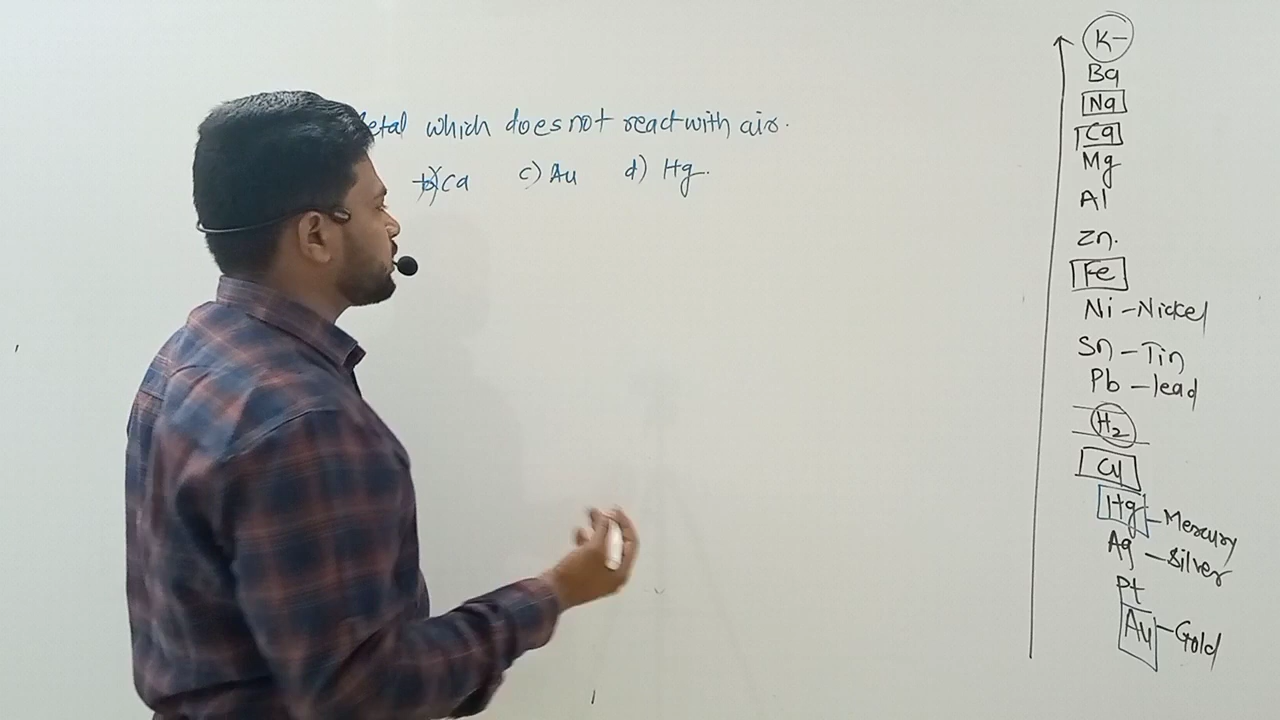 etal which does not react with air.
b) Ca c) Au d) Hg.
K
Ba
Na
Ca
Mg
Al
Zn.
Fe
Ni - Nickel
Sn - Tin
Pb - lead
H2
Cu
Hg - Mercury
Ag - Silver
Pt
Au - Gold